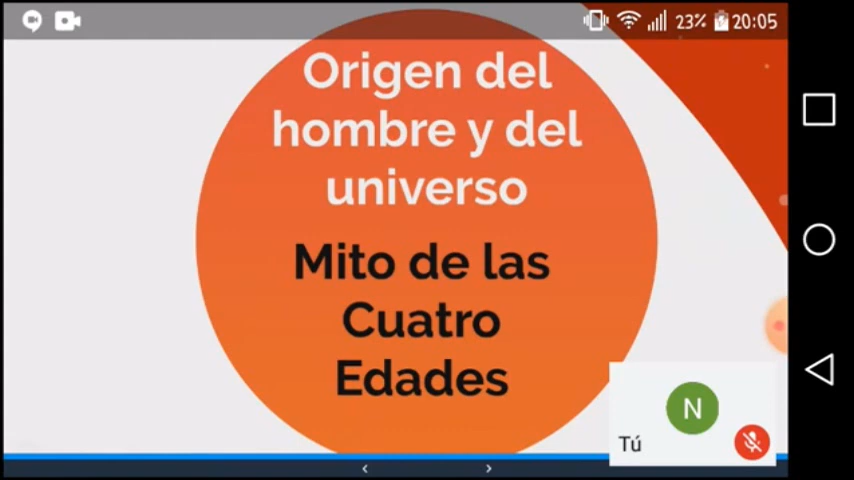 23% 20:05
Origen del
hombre y del
universo
Mito de las
Cuatro
Edades
N
Tú